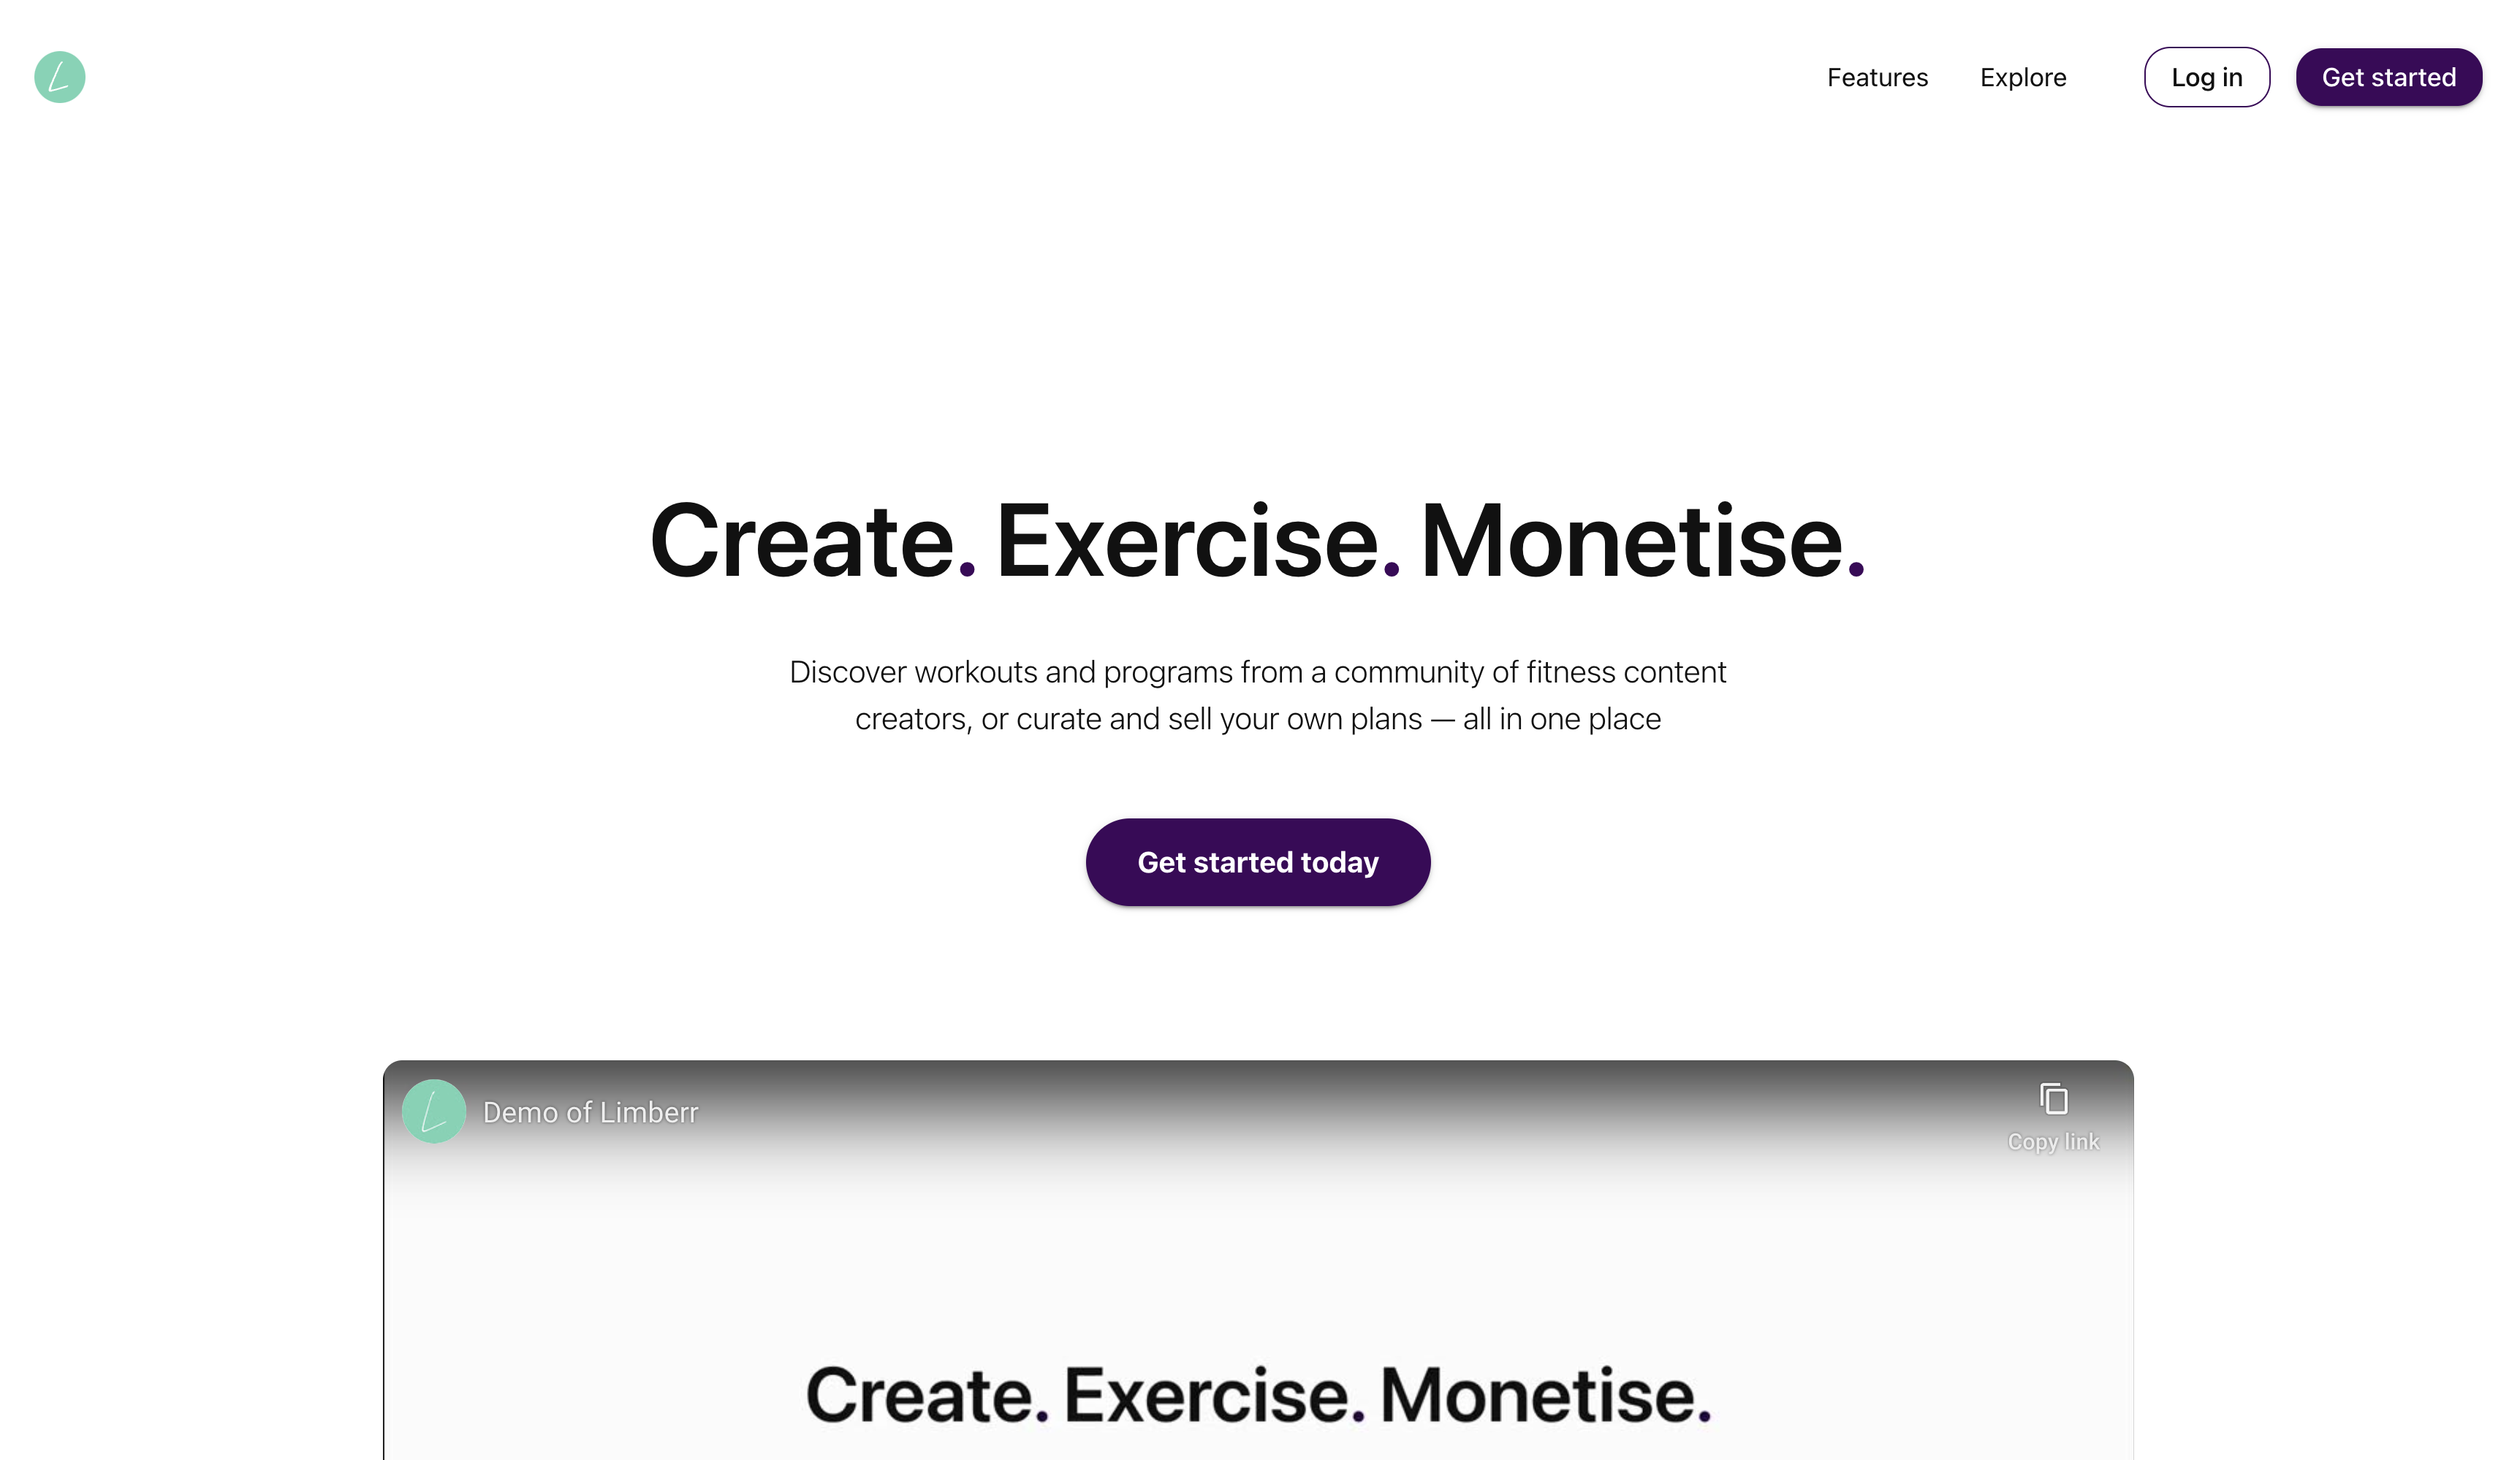 L
Features
Explore
Log in
Get started
Create. Exercise. Monetise.
Discover workouts and programs from a community of fitness content
creators, or curate and sell your own plans — all in one place
Get started today
L
Demo of Limberr
Copy link
Create. Exercise. Monetise.